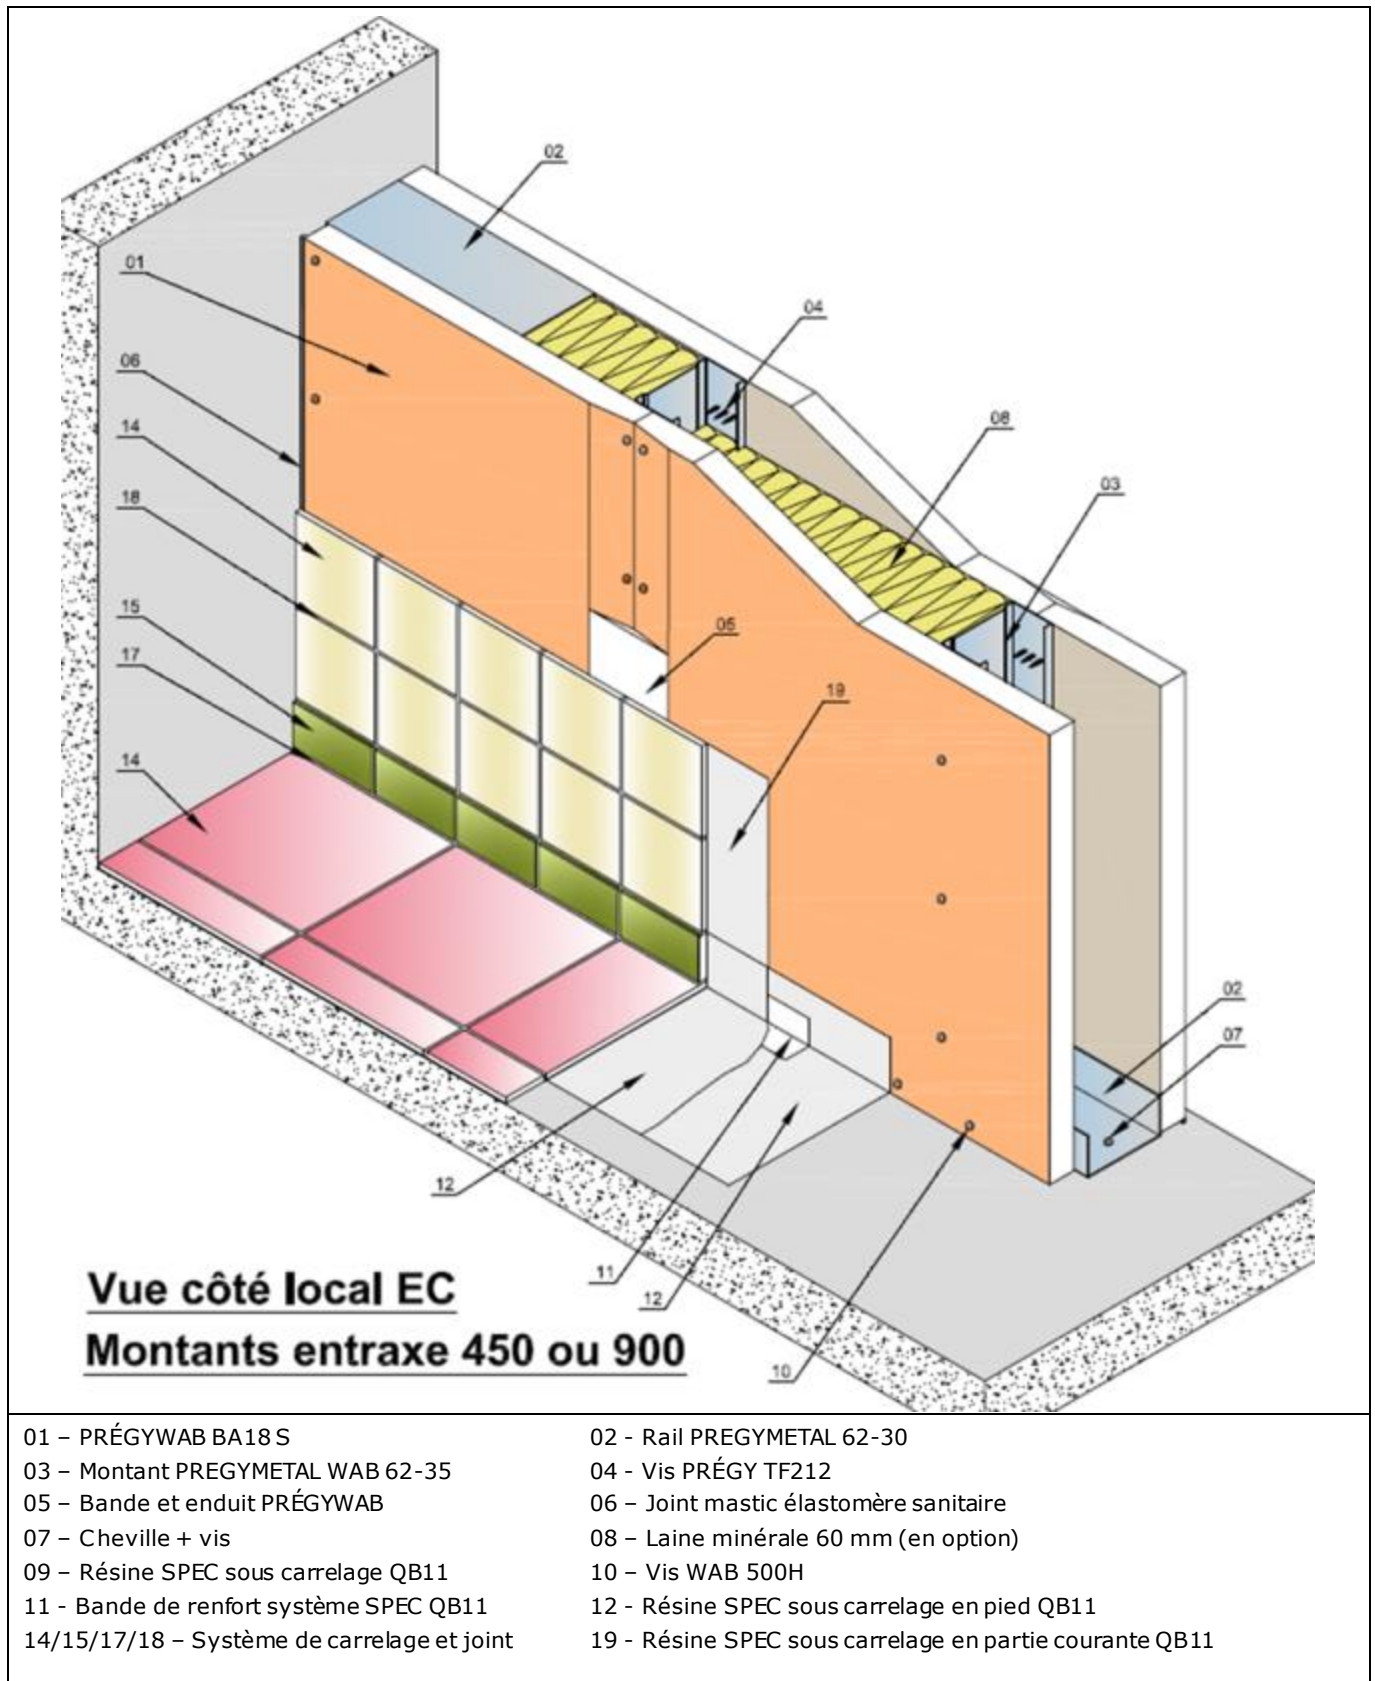 02
01
04
06
08
14
03
18
15
05
17
19
14
02
07
12
11
12
10
Vue côté local EC
Montants entraxe 450 ou 900
01 – PRÉGYWAB BA18 S
02 - Rail PREGYMETAL 62-30
03 – Montant PREGYMETAL WAB 62-35
04 - Vis PRÉGY TF212
05 – Bande et enduit PRÉGYWAB
06 – Joint mastic élastomère sanitaire
07 – Cheville + vis
08 – Laine minérale 60 mm (en option)
09 – Résine SPEC sous carrelage QB11
10 – Vis WAB 500H
11 - Bande de renfort système SPEC QB11
12 - Résine SPEC sous carrelage en pied QB11
14/15/17/18 – Système de carrelage et joint
19 - Résine SPEC sous carrelage en partie courante QB11